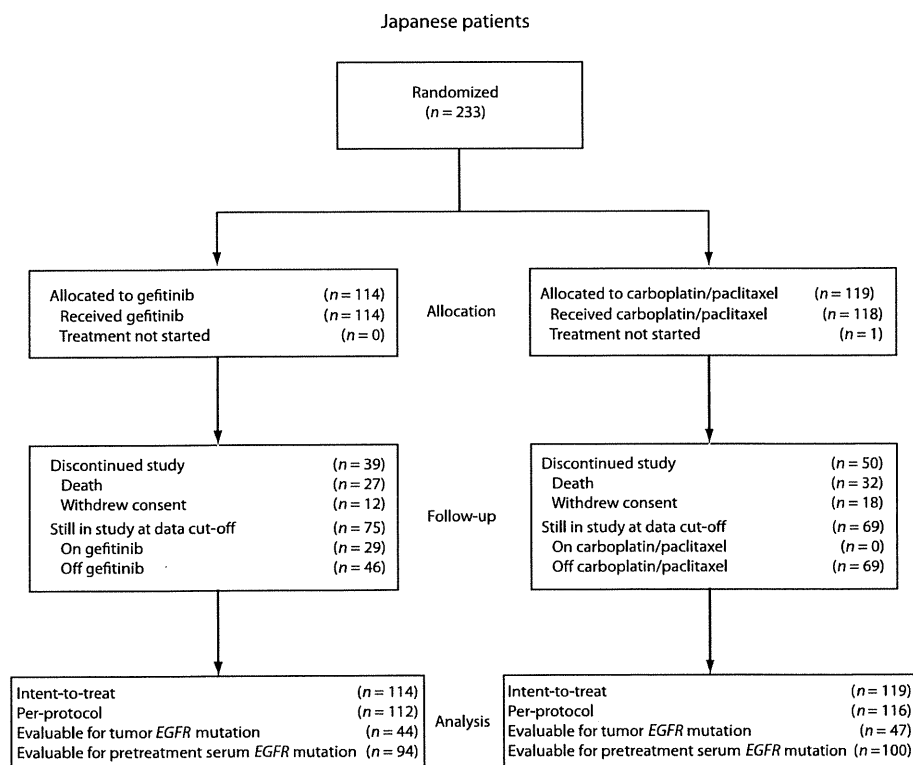 Japanese patients
Randomized
(n = 233)
Allocated to gefitinib (n = 114)
Received gefitinib (n = 114)
Treatment not started (n = 0)
Allocation
Allocated to carboplatin/paclitaxel (n = 119)
Received carboplatin/paclitaxel (n = 118)
Treatment not started (n = 1)
Discontinued study (n = 39)
Death (n = 27)
Withdrew consent (n = 12)
Still in study at data cut-off (n = 75)
On gefitinib (n = 29)
Off gefitinib (n = 46)
Follow-up
Discontinued study (n = 50)
Death (n = 32)
Withdrew consent (n = 18)
Still in study at data cut-off (n = 69)
On carboplatin/paclitaxel (n = 0)
Off carboplatin/paclitaxel (n = 69)
Intent-to-treat (n = 114)
Per-protocol (n = 112)
Evaluable for tumor EGFR mutation (n = 44)
Evaluable for pretreatment serum EGFR mutation (n = 94)
Analysis
Intent-to-treat (n = 119)
Per-protocol (n = 116)
Evaluable for tumor EGFR mutation (n = 47)
Evaluable for pretreatment serum EGFR mutation (n = 100)